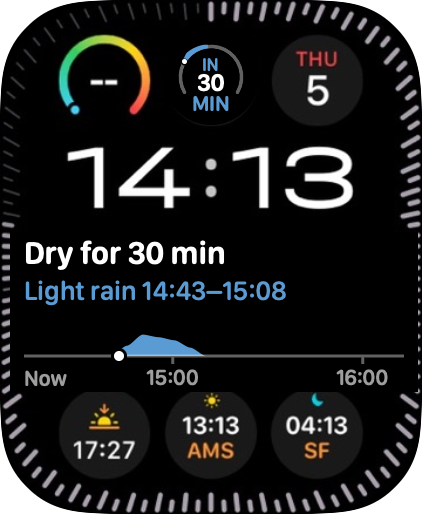 --
IN
30
MIN
THU
5
14:13
Dry for 30 min
Light rain 14:43–15:08
Now 15:00 16:00
17:27
13:13
AMS
04:13
SF